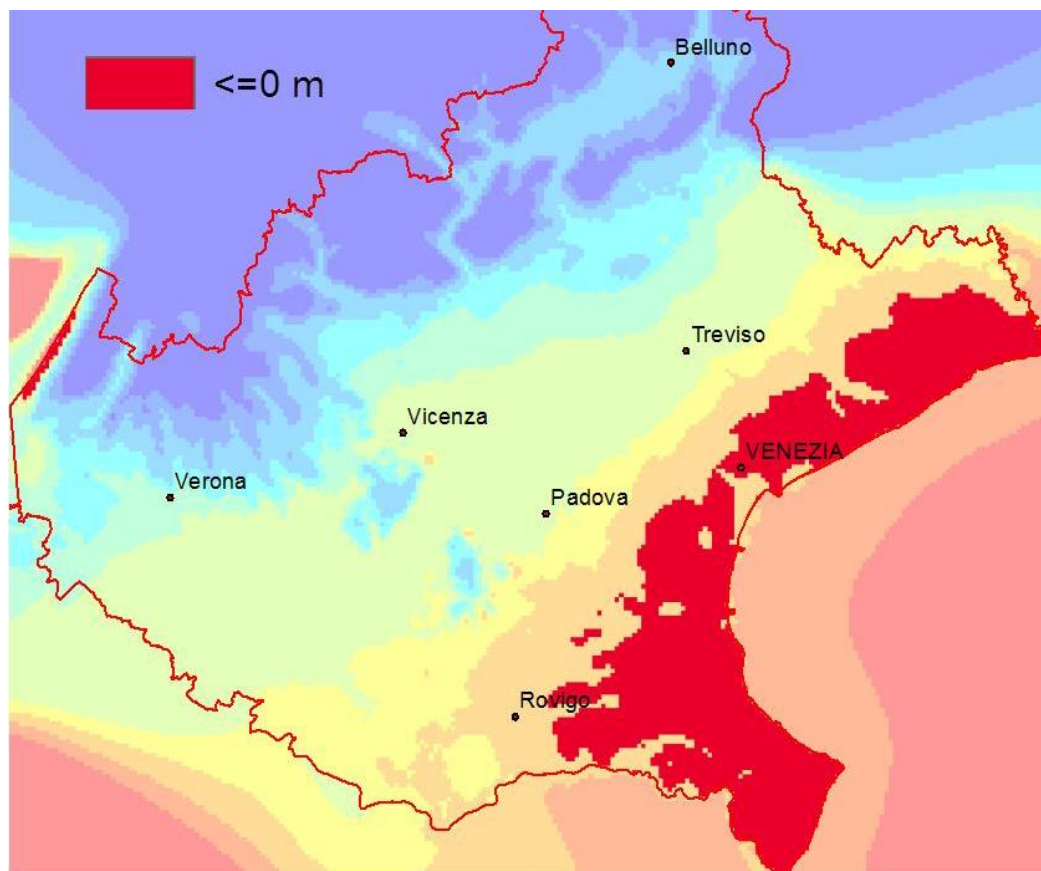 Belluno
<=0 m
Treviso
Vicenza
VENEZIA
Verona
Padova
Rovigo